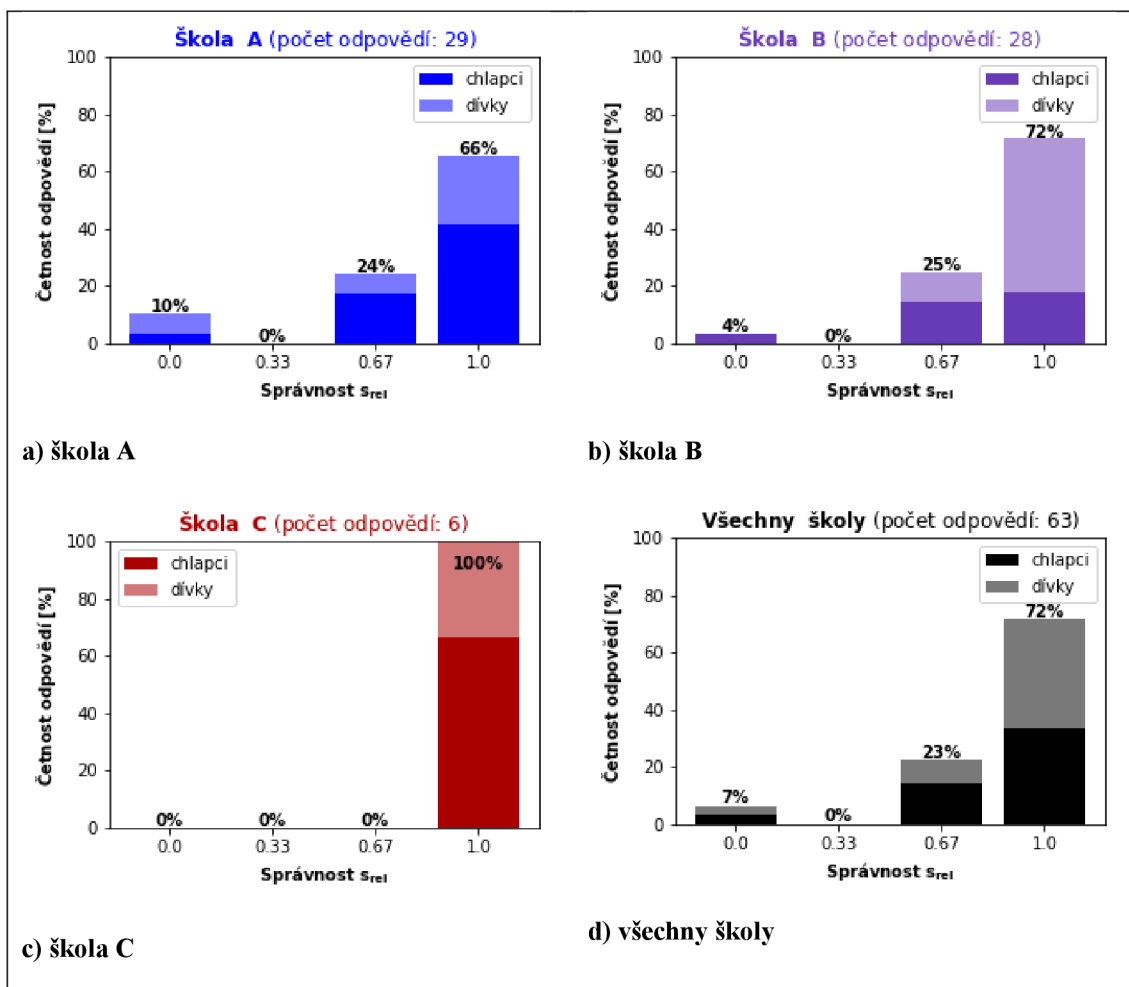 Škola A (počet odpovědí: 29)
Četnost odpovědí [%]
100
80
60
40
20
0
chlapci
dívky
10%
0%
24%
66%
0.0 0.33 0.67 1.0
Správnost s_rel
a) škola A
Škola B (počet odpovědí: 28)
Četnost odpovědí [%]
100
80
60
40
20
0
chlapci
dívky
4%
0%
25%
72%
0.0 0.33 0.67 1.0
Správnost s_rel
b) škola B
Škola C (počet odpovědí: 6)
Četnost odpovědí [%]
100
80
60
40
20
0
chlapci
dívky
0%
0%
0%
100%
0.0 0.33 0.67 1.0
Správnost s_rel
c) škola C
Všechny školy (počet odpovědí: 63)
Četnost odpovědí [%]
100
80
60
40
20
0
chlapci
dívky
7%
0%
23%
72%
0.0 0.33 0.67 1.0
Správnost s_rel
d) všechny školy